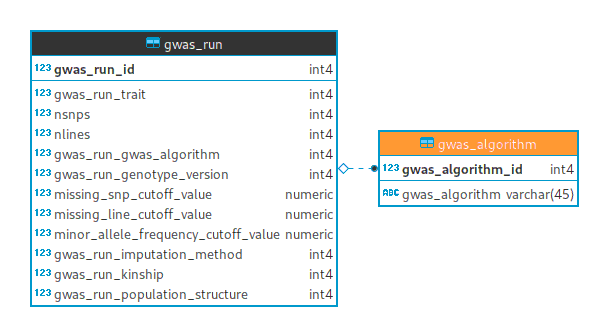 gwas_run
123 gwas_run_id int4
123 gwas_run_trait int4
123 nsnps int4
123 nlines int4
123 gwas_run_gwas_algorithm int4
123 gwas_run_genotype_version int4
123 missing_snp_cutoff_value numeric
123 missing_line_cutoff_value numeric
123 minor_allele_frequency_cutoff_value numeric
123 gwas_run_imputation_method int4
123 gwas_run_kinship int4
123 gwas_run_population_structure int4
gwas_algorithm
123 gwas_algorithm_id int4
ABC gwas_algorithm varchar(45)